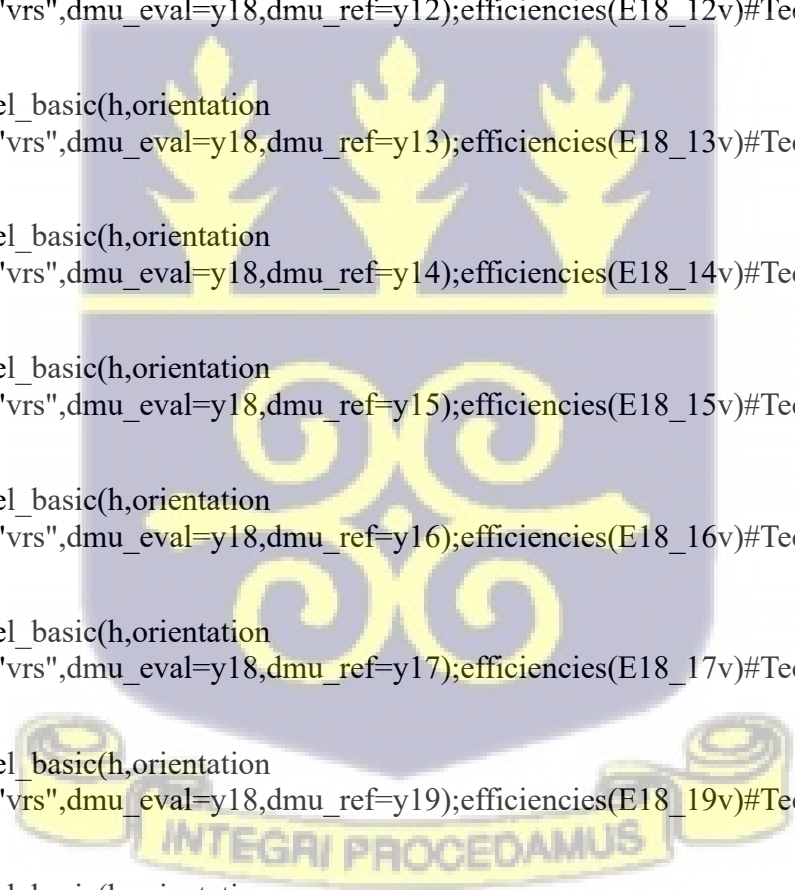 "vrs",dmu_eval=y18,dmu_ref=y12);efficiencies(E18_12v)#Tec
el_basic(h,orientation
"vrs",dmu_eval=y18,dmu_ref=y13);efficiencies(E18_13v)#Tec
el_basic(h,orientation
"vrs",dmu_eval=y18,dmu_ref=y14);efficiencies(E18_14v)#Tec
el_basic(h,orientation
"vrs",dmu_eval=y18,dmu_ref=y15);efficiencies(E18_15v)#Tec
el_basic(h,orientation
"vrs",dmu_eval=y18,dmu_ref=y16);efficiencies(E18_16v)#Tec
el_basic(h,orientation
"vrs",dmu_eval=y18,dmu_ref=y17);efficiencies(E18_17v)#Tec
el_basic(h,orientation
"vrs",dmu_eval=y18,dmu_ref=y19);efficiencies(E18_19v)#Tec
INTEGRI PROCEDAMUS